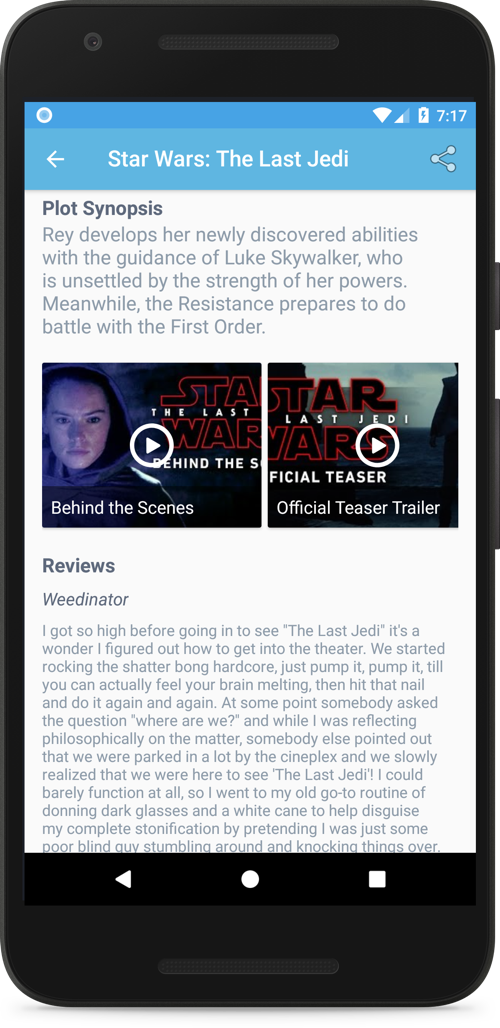 7:17
Star Wars: The Last Jedi
Plot Synopsis
Rey develops her newly discovered abilities
with the guidance of Luke Skywalker, who
is unsettled by the strength of her powers.
Meanwhile, the Resistance prepares to do
battle with the First Order.
STA
THE LAST
WAR
BEHIND THE S
Behind the Scenes
STAR
LAST JEDI
WARS
FICIAL TEASER
Official Teaser Trailer
Reviews
Weedinator
I got so high before going in to see "The Last Jedi" it's a
wonder I figured out how to get into the theater. We started
rocking the shatter bong hardcore, just pump it, pump it, till
you can actually feel your brain melting, then hit that nail
and do it again and again. At some point somebody asked
the question "where are we?" and while I was reflecting
philosophically on the matter, somebody else pointed out
that we were parked in a lot by the cineplex and we slowly
realized that we were here to see 'The Last Jedi'! I could
barely function at all, so I went to my old go-to routine of
donning dark glasses and a white cane to help disguise
my complete stonification by pretending I was just some
poor blind guy stumbling around and knocking things over.